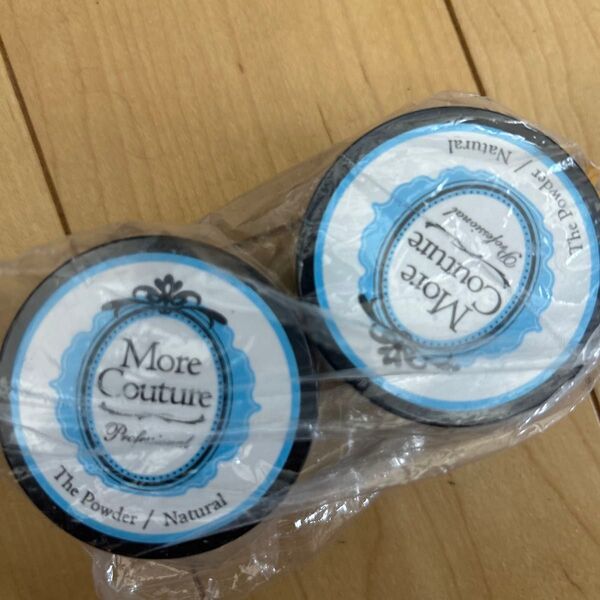 More
Couture
Professional
The Powder / Natural
More
Couture
Professional
The Powder / Natural